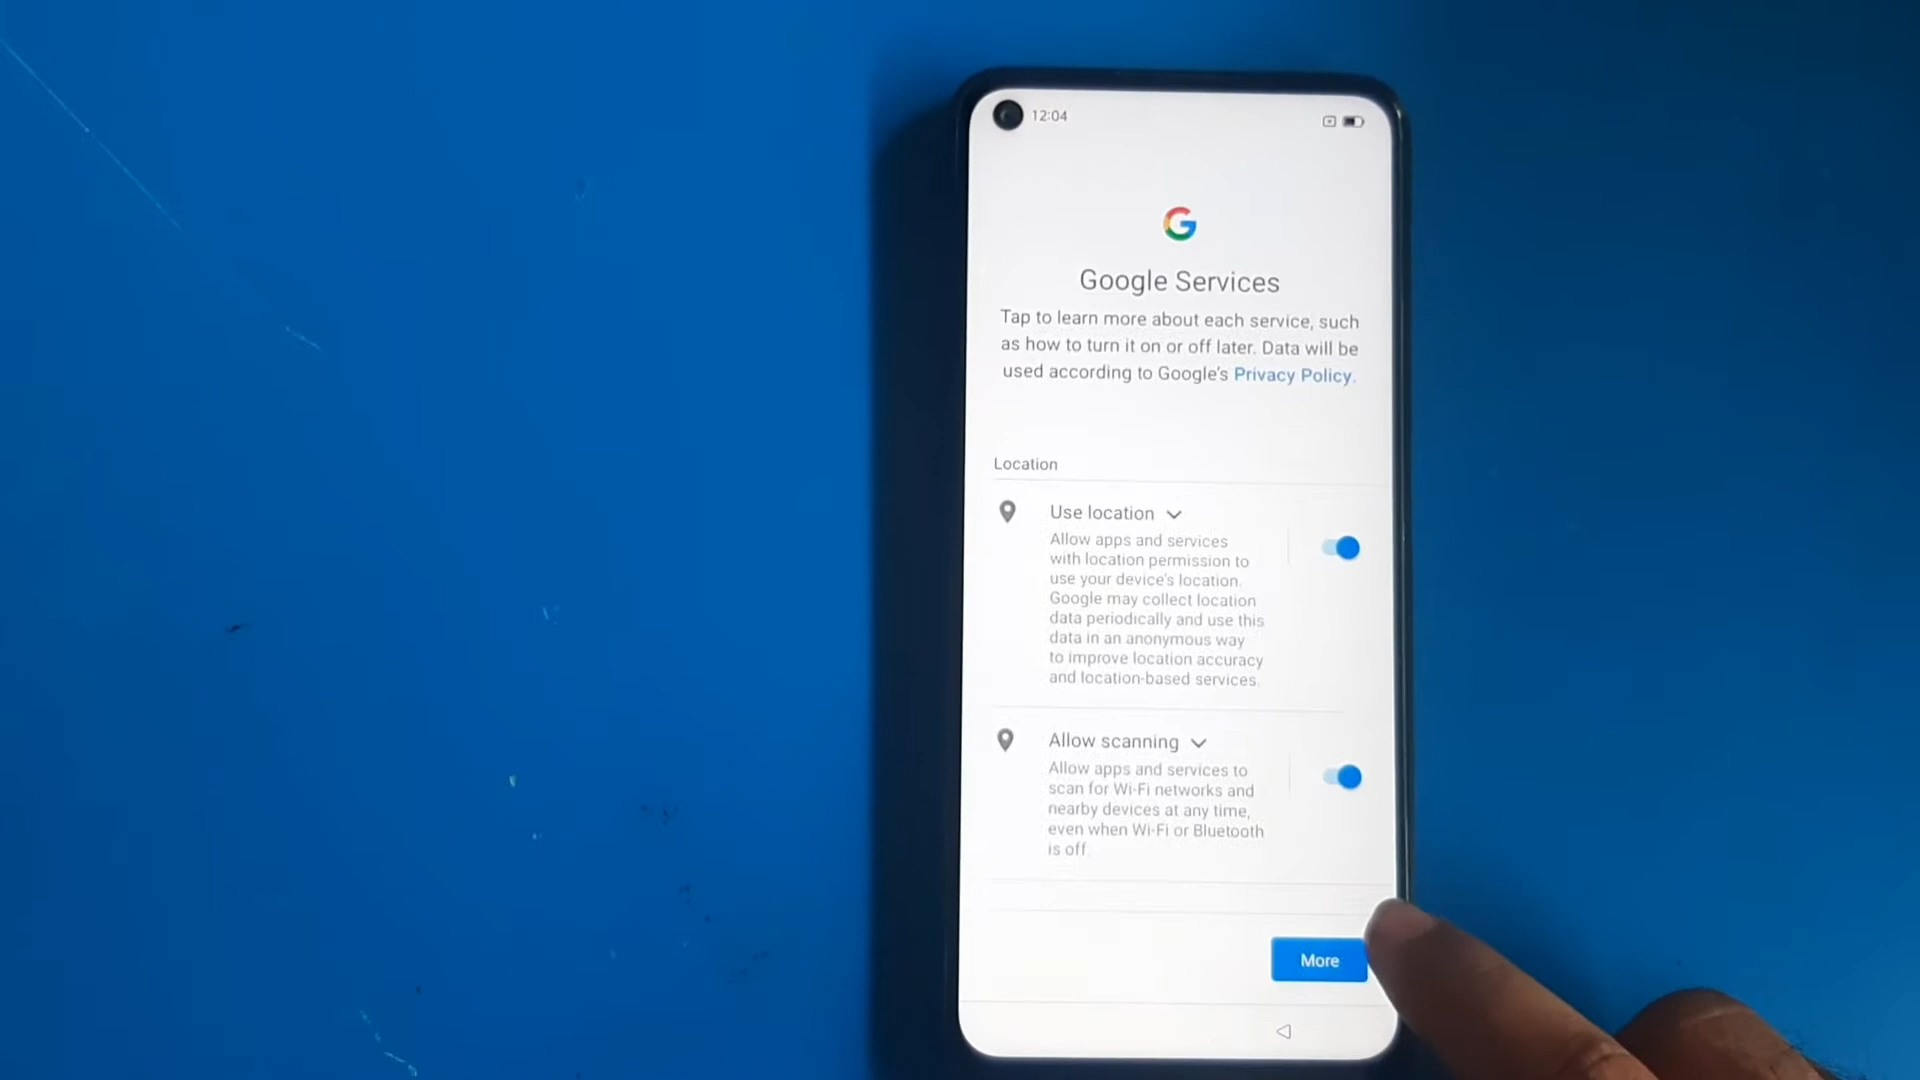 12:04
Google Services
Tap to learn more about each service, such
as how to turn it on or off later. Data will be
used according to Google's Privacy Policy.
Location
Use location
Allow apps and services
with location permission to
use your device's location.
Google may collect location
data periodically and use this
data in an anonymous way
to improve location accuracy
and location-based services.
Allow scanning
Allow apps and services to
scan for Wi-Fi networks and
nearby devices at any time,
even when Wi-Fi or Bluetooth
is off.
More